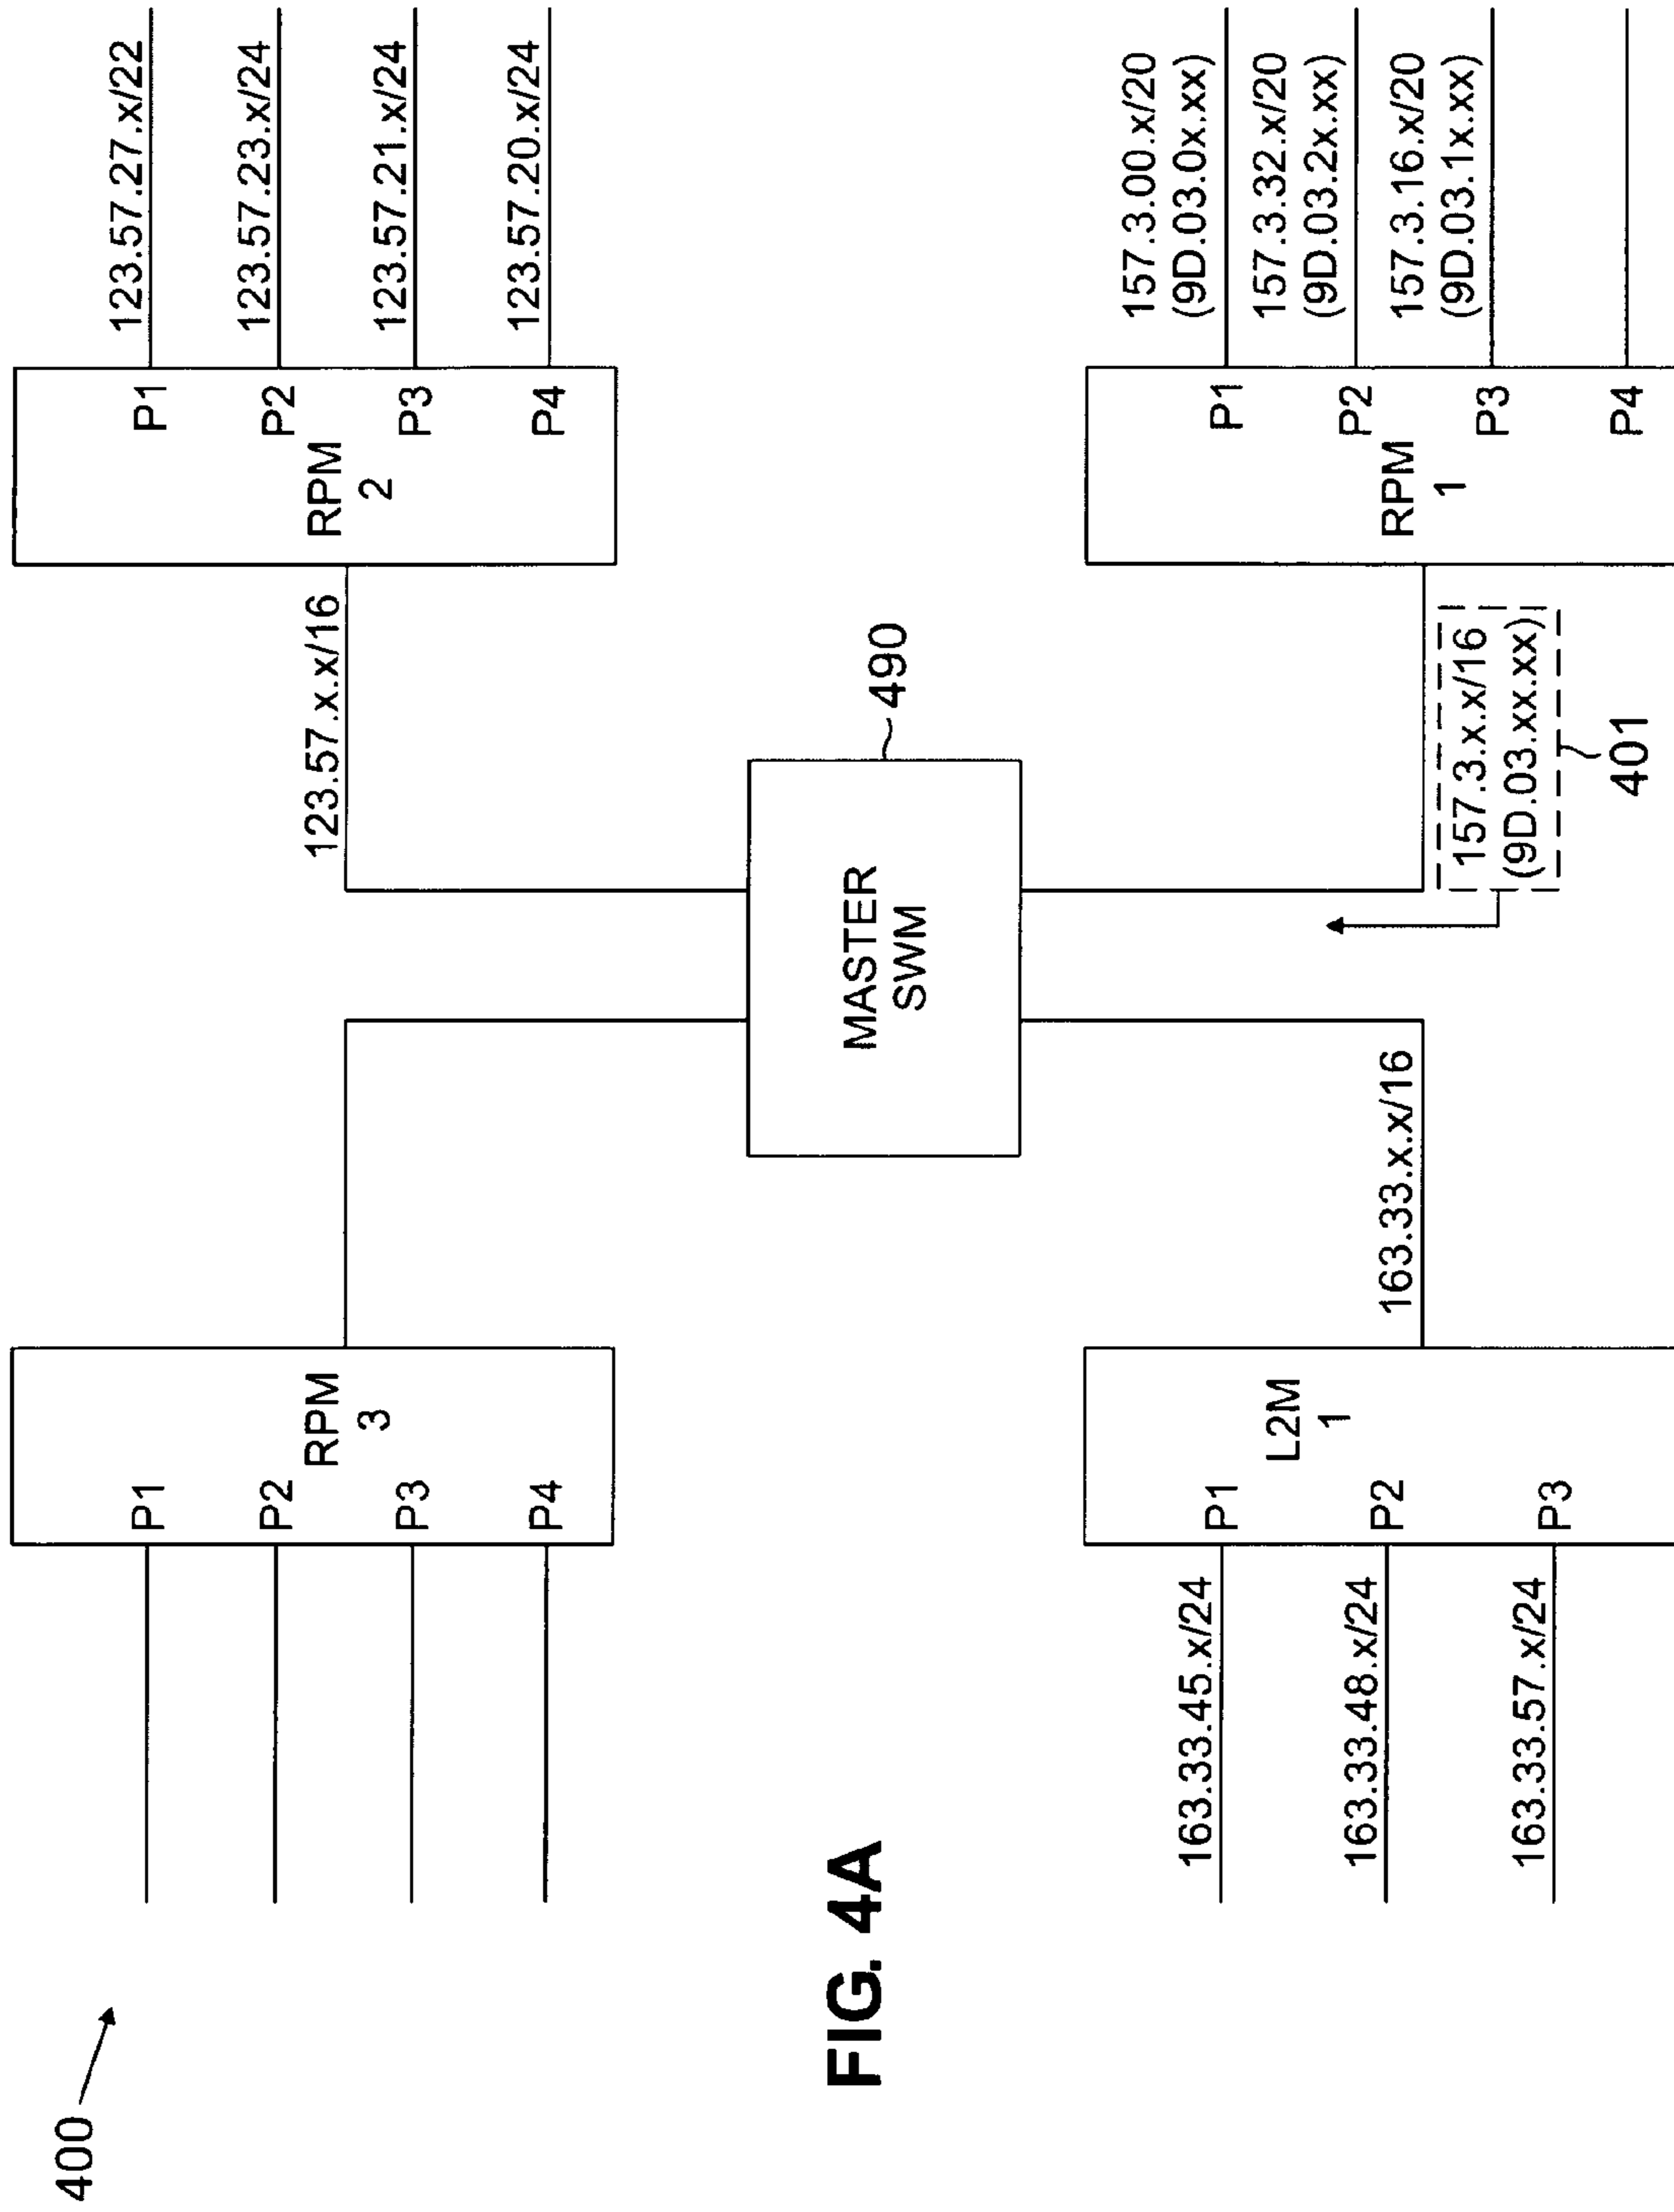 400
FIG. 4A
RPM
3
P1
P2
P3
P4
123.57.x.x/16
RPM
2
P1
P2
P3
P4
123.57.27.x/22
123.57.23.x/24
123.57.21.x/24
123.57.20.x/24
MASTER
SWM
490
163.33.45.x/24
163.33.48.x/24
163.33.57.x/24
P1
P2
P3
L2M
1
163.33.x.x/16
157.3.x.x/16
(9D.03.xx.xx)
401
RPM
1
P1
P2
P3
P4
157.3.00.x/20
(9D.03.0x.xx)
157.3.32.x/20
(9D.03.2x.xx)
157.3.16.x/20
(9D.03.1x.xx)